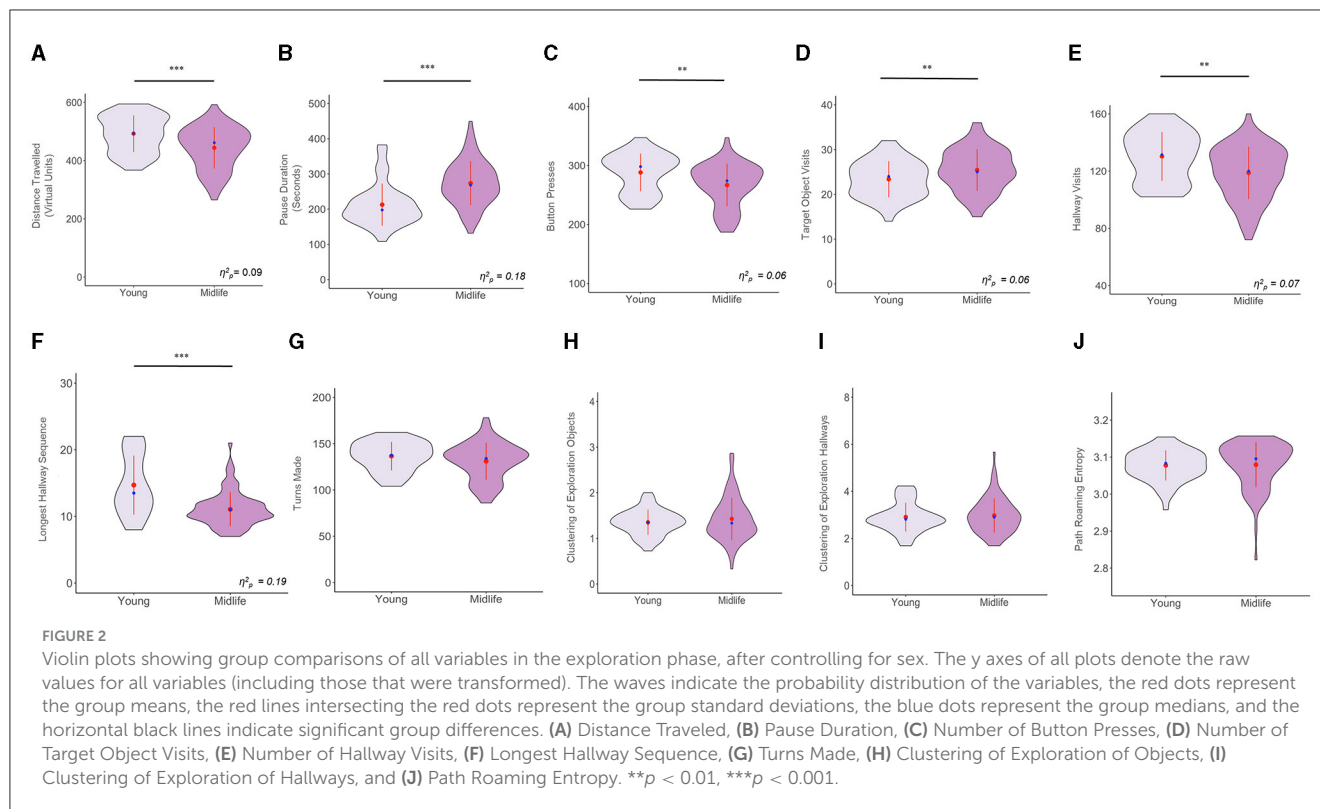 A
***
Distance Travelled
(Virtual Units)
600
400
200
0
η²ₚ = 0.09
Young Midlife
B
***
Pause Duration
(Seconds)
500
400
300
200
100
0
η²ₚ = 0.18
Young Midlife
C
**
Button Presses
400
300
200
100
η²ₚ = 0.06
Young Midlife
D
**
Target Object Visits
40
30
20
10
0
η²ₚ = 0.06
Young Midlife
E
**
Hallway Visits
160
120
80
40
η²ₚ = 0.07
Young Midlife
F
***
Longest Hallway Sequence
30
20
10
0
η²ₚ = 0.19
Young Midlife
G
Turns Made
200
150
100
50
0
Young Midlife
H
Clustering of Exploration Objects
4
3
2
1
0
Young Midlife
I
Clustering of Exploration Hallways
8
6
4
2
0
Young Midlife
J
Path Roaming Entropy
3.2
3.1
3.0
2.9
2.8
Young Midlife
FIGURE 2
Violin plots showing group comparisons of all variables in the exploration phase, after controlling for sex. The y axes of all plots denote the raw
values for all variables (including those that were transformed). The waves indicate the probability distribution of the variables, the red dots represent
the group means, the red lines intersecting the red dots represent the group standard deviations, the blue dots represent the group medians, and the
horizontal black lines indicate significant group differences. (A) Distance Traveled, (B) Pause Duration, (C) Number of Button Presses, (D) Number of
Target Object Visits, (E) Number of Hallway Visits, (F) Longest Hallway Sequence, (G) Turns Made, (H) Clustering of Exploration of Objects, (I)
Clustering of Exploration of Hallways, and (J) Path Roaming Entropy. **p < 0.01, ***p < 0.001.